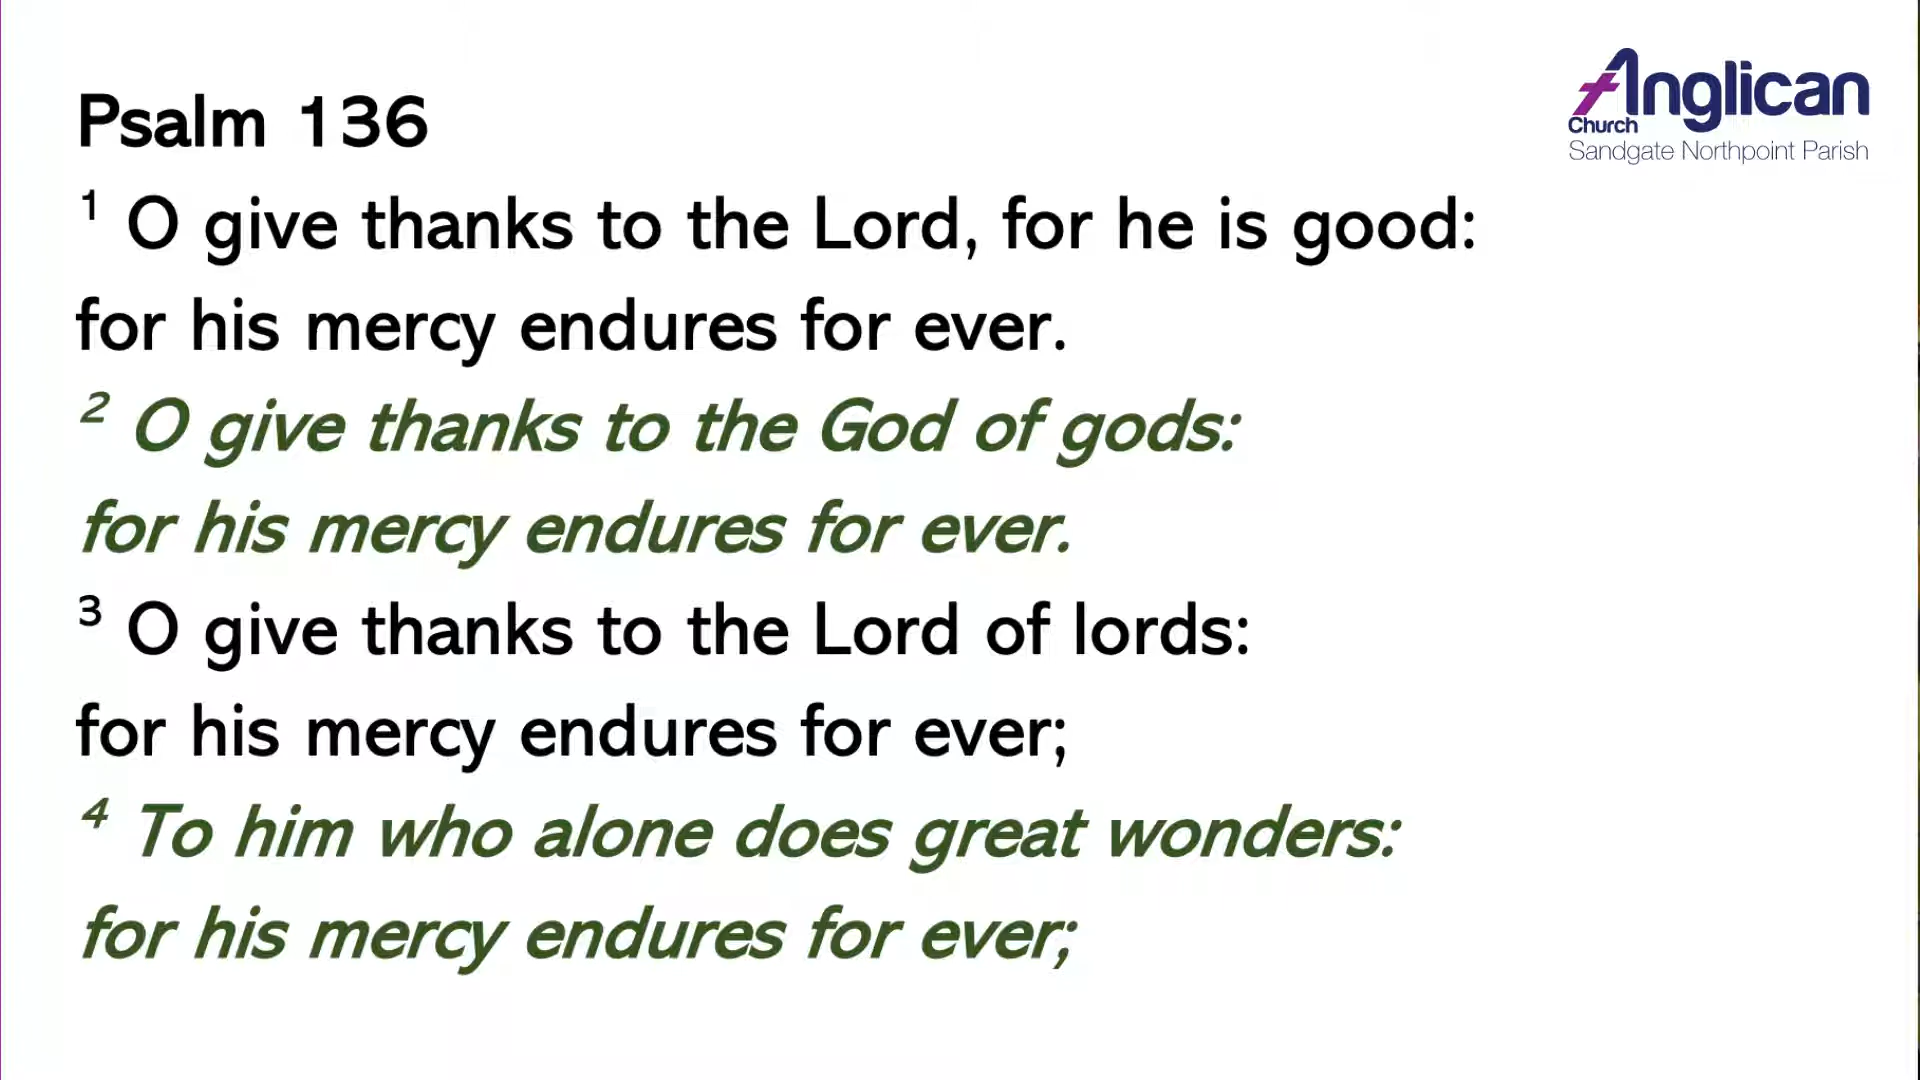 Psalm 136
Anglican
Church
Sandgate Northpoint Parish
1 O give thanks to the Lord, for he is good:
for his mercy endures for ever.
2 O give thanks to the God of gods:
for his mercy endures for ever.
3 O give thanks to the Lord of lords:
for his mercy endures for ever;
4 To him who alone does great wonders:
for his mercy endures for ever;